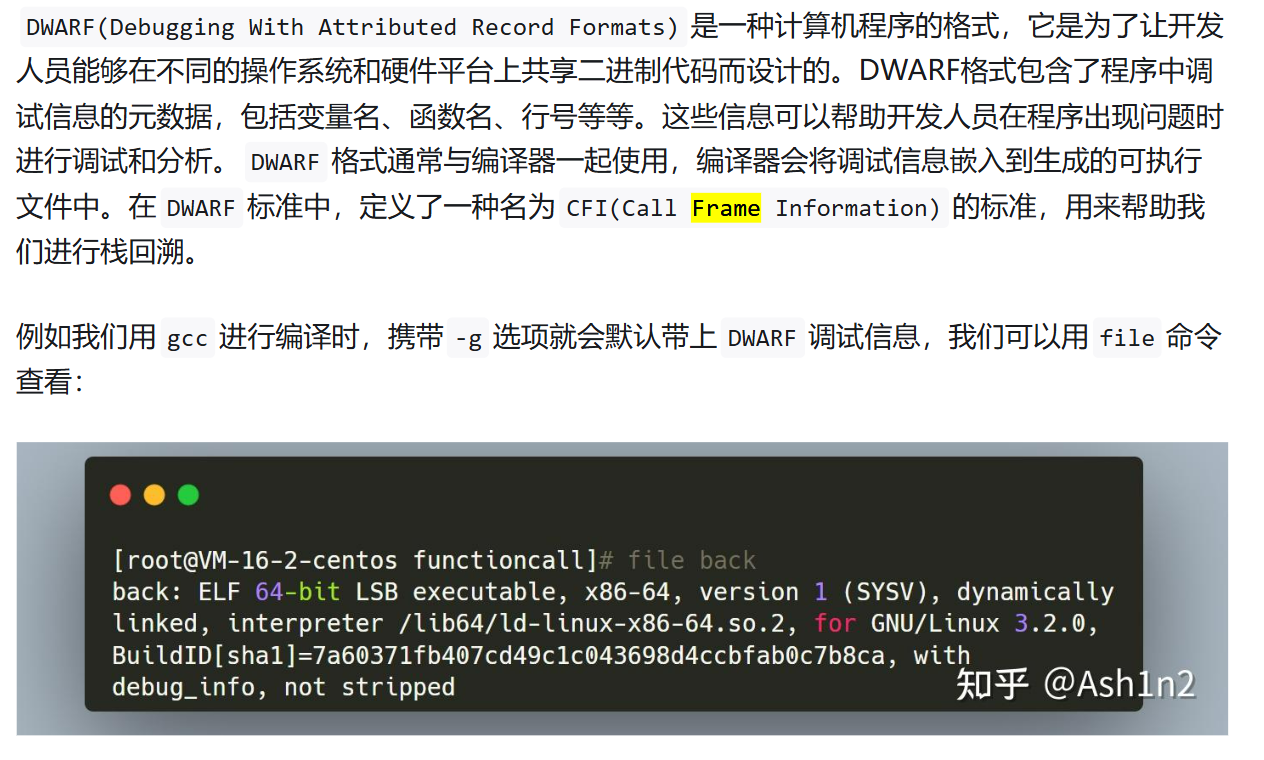 DWARF(Debugging With Attributed Record Formats) 是一种计算机程序的格式，它是为了让开发
人员能够在不同的操作系统和硬件平台上共享二进制代码而设计的。DWARF格式包含了程序中调
试信息的元数据，包括变量名、函数名、行号等等。这些信息可以帮助开发人员在程序出现问题时
进行调试和分析。 DWARF 格式通常与编译器一起使用，编译器会将调试信息嵌入到生成的可执行
文件中。在 DWARF 标准中，定义了一种名为 CFI(Call Frame Information) 的标准，用来帮助我
们进行栈回溯。
例如我们用 gcc 进行编译时，携带 -g 选项就会默认带上 DWARF 调试信息，我们可以用 file 命令
查看：
[root@VM-16-2-centos functioncall]# file back
back: ELF 64-bit LSB executable, x86-64, version 1 (SYSV), dynamically
linked, interpreter /lib64/ld-linux-x86-64.so.2, for GNU/Linux 3.2.0,
BuildID[sha1]=7a60371fb407cd49c1c043698d4ccbfab0c7b8ca, with
debug_info, not stripped
知乎 @Ash1n2